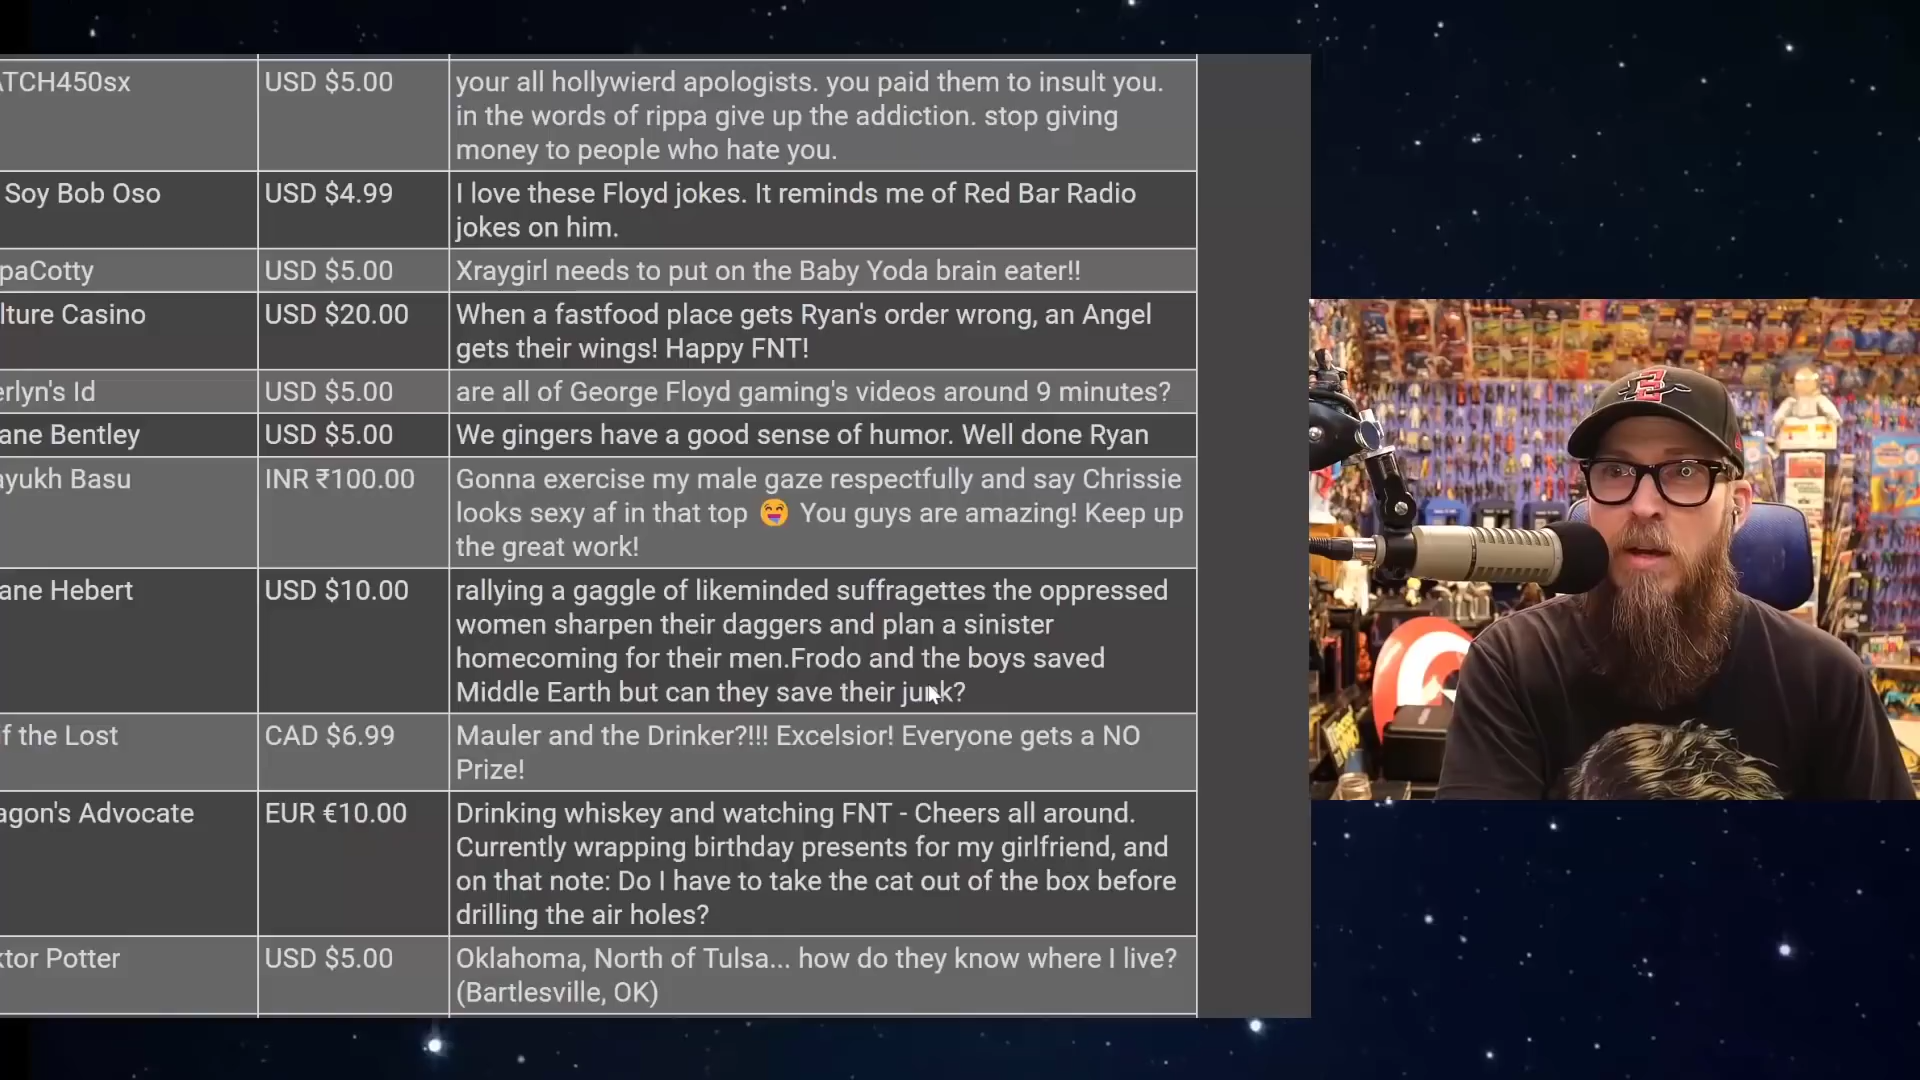 ATCH450sx USD $5.00 your all hollywierd apologists. you paid them to insult you.
in the words of rippa give up the addiction. stop giving
money to people who hate you.
Soy Bob Oso USD $4.99 I love these Floyd jokes. It reminds me of Red Bar Radio
jokes on him.
paCotty USD $5.00 Xraygirl needs to put on the Baby Yoda brain eater!!
lture Casino USD $20.00 When a fastfood place gets Ryan's order wrong, an Angel
gets their wings! Happy FNT!
erlyn's Id USD $5.00 are all of George Floyd gaming's videos around 9 minutes?
ane Bentley USD $5.00 We gingers have a good sense of humor. Well done Ryan
ayukh Basu INR ₹100.00 Gonna exercise my male gaze respectfully and say Chrissie
looks sexy af in that top 🤤 You guys are amazing! Keep up
the great work!
ane Hebert USD $10.00 rallying a gaggle of likeminded suffragettes the oppressed
women sharpen their daggers and plan a sinister
homecoming for their men.Frodo and the boys saved
Middle Earth but can they save their junk?
f the Lost CAD $6.99 Mauler and the Drinker?!!! Excelsior! Everyone gets a NO
Prize!
agon's Advocate EUR €10.00 Drinking whiskey and watching FNT - Cheers all around.
Currently wrapping birthday presents for my girlfriend, and
on that note: Do I have to take the cat out of the box before
drilling the air holes?
ktor Potter USD $5.00 Oklahoma, North of Tulsa... how do they know where I live?
(Bartlesville, OK)